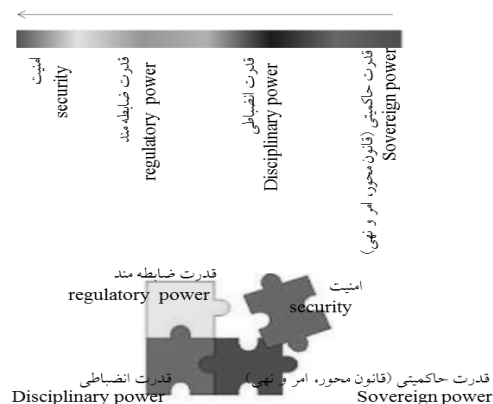 امنیت
security
قدرت ضابطه مند
regulatory power
قدرت انضباطی
Disciplinary power
قدرت حاکمیتی (قانون محور، امر و نهی)
Sovereign power
قدرت ضابطه مند
regulatory power
امنیت
security
قدرت انضباطی
Disciplinary power
قدرت حاکمیتی (قانون محور، امر و نهی)
Sovereign power